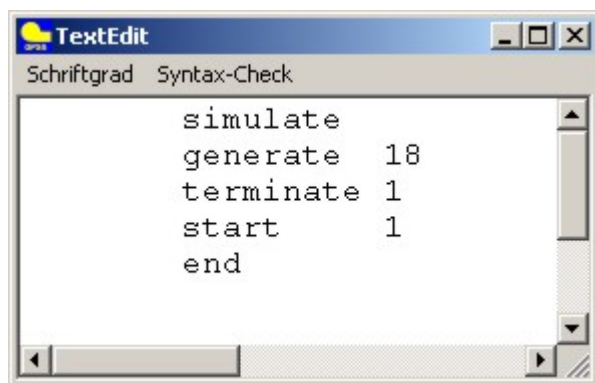 TextEdit
Schriftgrad Syntax-Check
simulate
generate 18
terminate 1
start 1
end